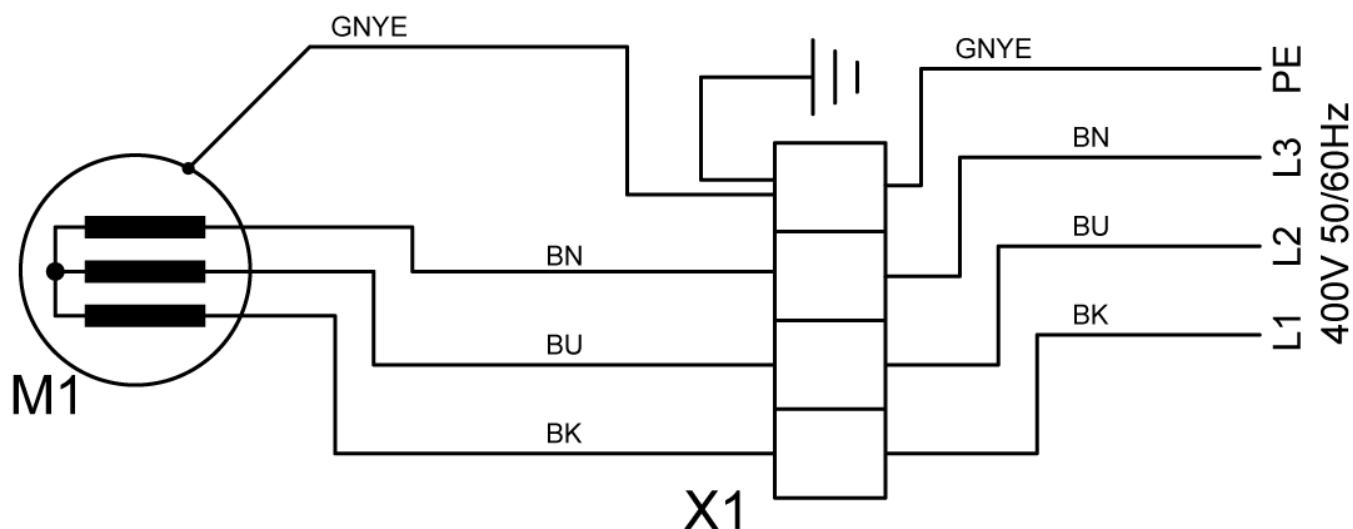 GNYE
GNYE
PE
BN
L3
BU
L2
BK
L1
400V 50/60Hz
BN
BU
BK
M1
X1